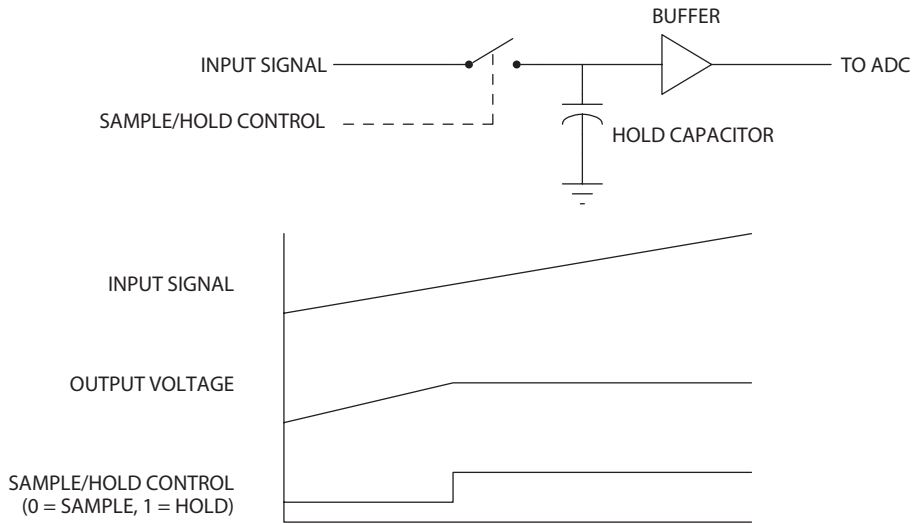 BUFFER
INPUT SIGNAL
TO ADC
SAMPLE/HOLD CONTROL
HOLD CAPACITOR
INPUT SIGNAL
OUTPUT VOLTAGE
SAMPLE/HOLD CONTROL
(0 = SAMPLE, 1 = HOLD)